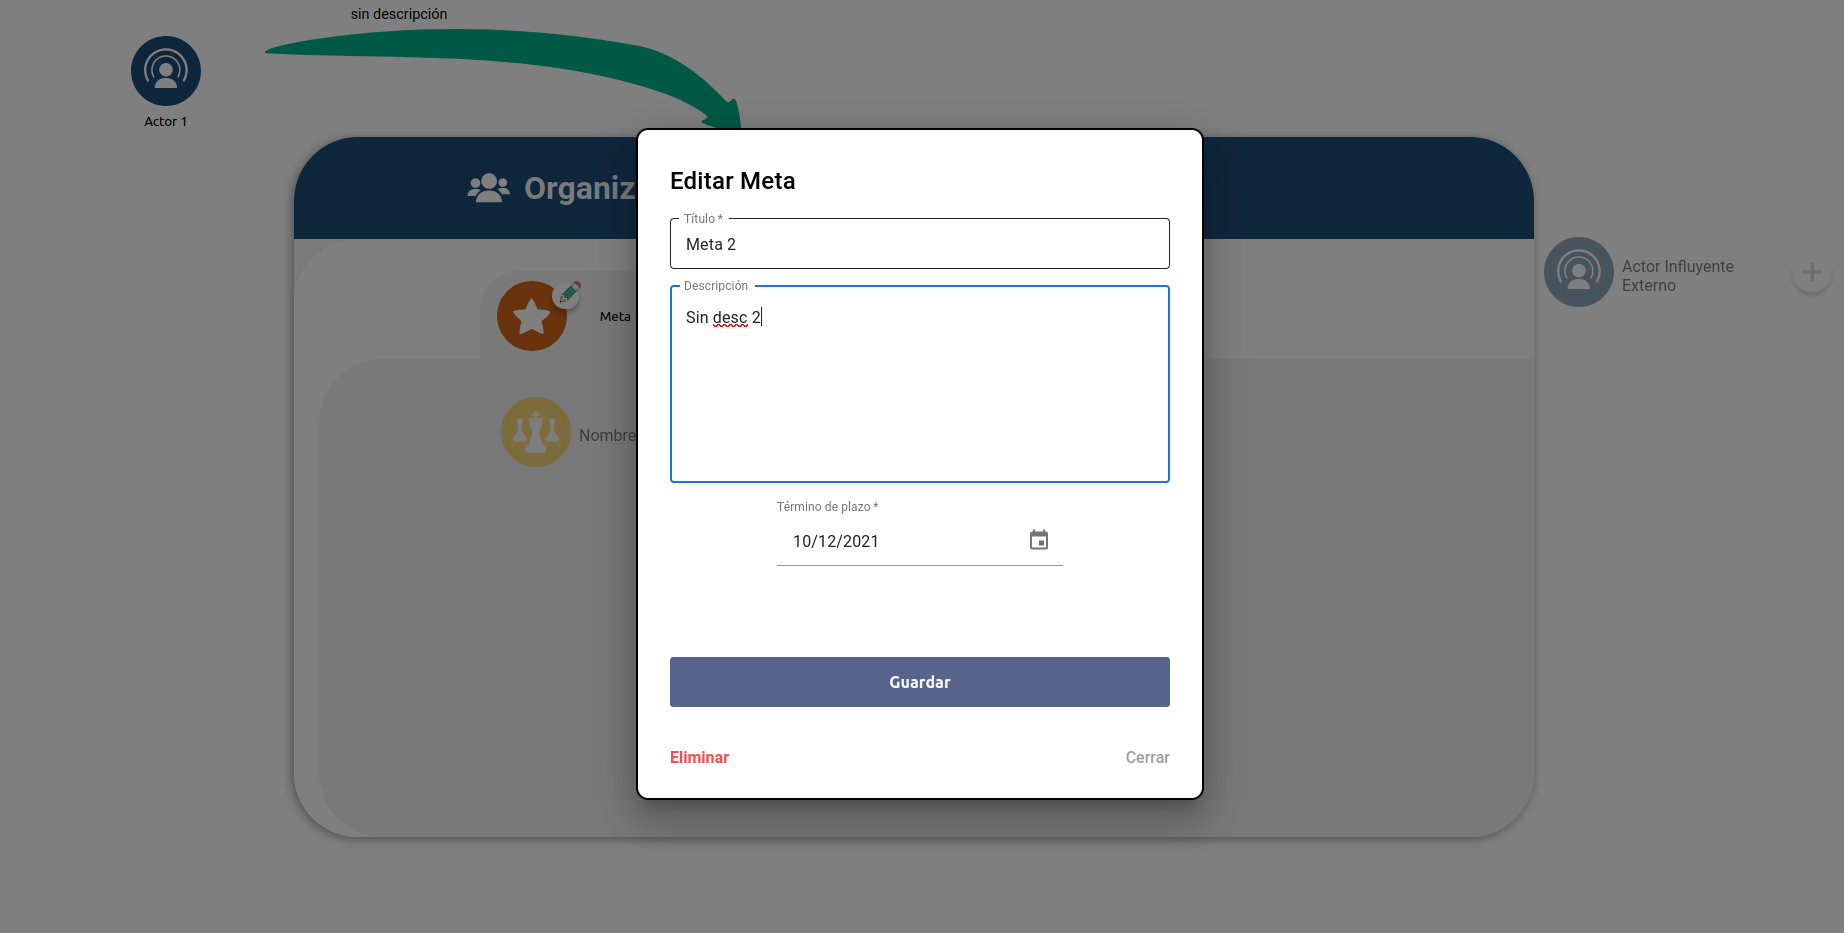 sin descripción
Actor 1
Organiz
Editar Meta
Título *
Meta 2
Descripción
Sin desc 2
Meta
Actor Influyente
Externo
Nombre
Término de plazo *
10/12/2021
Guardar
Eliminar
Cerrar